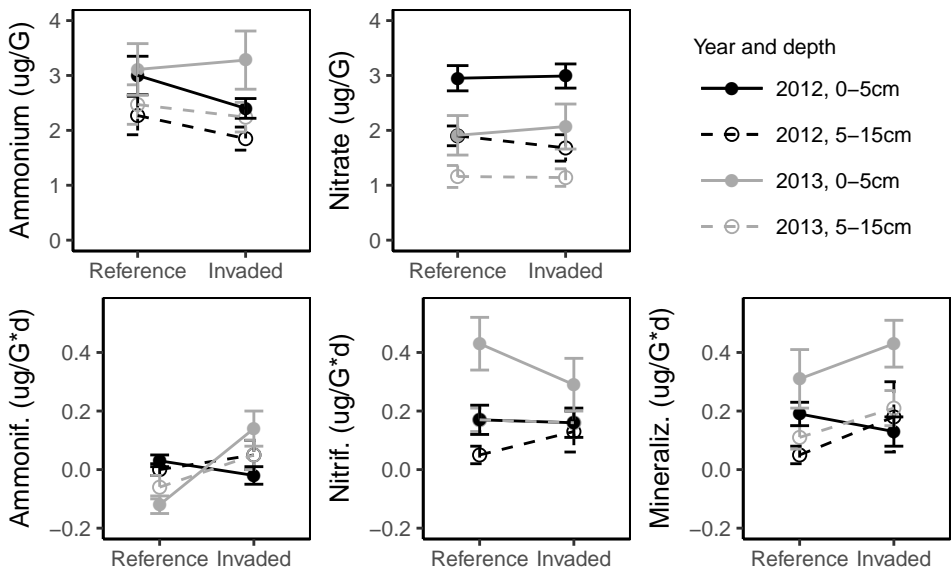 Ammonium (ug/G)
4
3
2
1
0
Reference Invaded
Nitrate (ug/G)
4
3
2
1
0
Reference Invaded
Year and depth
2012, 0−5cm
2012, 5−15cm
2013, 0−5cm
2013, 5−15cm
Ammonif. (ug/G*d)
0.4
0.2
0.0
−0.2
Reference Invaded
Nitrif. (ug/G*d)
0.4
0.2
0.0
−0.2
Reference Invaded
Mineraliz. (ug/G*d)
0.4
0.2
0.0
−0.2
Reference Invaded